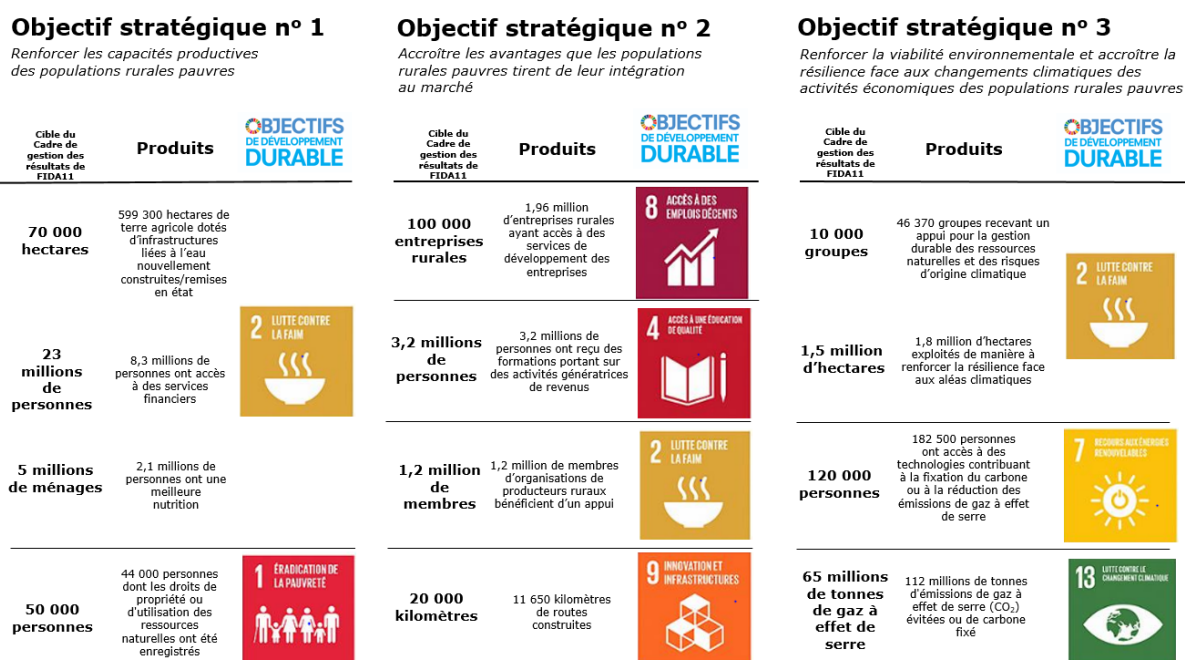 Objectif stratégique nº 1
Renforcer les capacités productives
des populations rurales pauvres
Cible du
Cadre de
gestion des
résultats de
FIDA11
Produits
OBJECTIFS
DE DÉVELOPPEMENT
DURABLE
70 000
hectares
599 300 hectares de
terre agricole dotés
d'infrastructures
liées à l'eau
nouvellement
construites/remises
en état
23
millions
de
personnes
8,3 millions de
personnes ont accès
à des services
financiers
2 LUTTE CONTRE
LA FAIM
5 millions
de ménages
2,1 millions de
personnes ont une
meilleure
nutrition
50 000
personnes
44 000 personnes
dont les droits de
propriété ou
d'utilisation des
ressources
naturelles ont été
enregistrés
1 ÉRADICATION DE
LA PAUVRETÉ
Objectif stratégique nº 2
Accroître les avantages que les populations
rurales pauvres tirent de leur intégration
au marché
Cible du
Cadre de
gestion des
résultats de
FIDA11
Produits
OBJECTIFS
DE DÉVELOPPEMENT
DURABLE
100 000
entreprises
rurales
1,96 million
d'entreprises rurales
ayant accès à des
services de
développement des
entreprises
8 ACCÈS À DES
EMPLOIS DÉCENTS
3,2 millions
de
personnes
3,2 millions de
personnes ont reçu des
formations portant sur
des activités génératrices
de revenus
4 ACCÈS À UNE ÉDUCATION
DE QUALITÉ
1,2 million
de
membres
1,2 million de membres
d'organisations de
producteurs ruraux
bénéficient d'un appui
2 LUTTE CONTRE
LA FAIM
20 000
kilomètres
11 650 kilomètres
de routes
construites
9 INNOVATION ET
INFRASTRUCTURES
Objectif stratégique nº 3
Renforcer la viabilité environnementale et accroître la
résilience face aux changements climatiques des
activités économiques des populations rurales pauvres
Cible du
Cadre de
gestion des
résultats de
FIDA11
Produits
OBJECTIFS
DE DÉVELOPPEMENT
DURABLE
10 000
groupes
46 370 groupes recevant un
appui pour la gestion
durable des ressources
naturelles et des risques
d'origine climatique
2 LUTTE CONTRE
LA FAIM
1,5 million
d'hectares
1,8 million d'hectares
exploités de manière à
renforcer la résilience face
aux aléas climatiques
120 000
personnes
182 500 personnes
ont accès à des
technologies contribuant
à la fixation du carbone
ou à la réduction des
émissions de gaz à effet
de serre
7 RECOURS AUX ÉNERGIES
RENOUVELABLES
65 millions
de tonnes
de gaz à
effet de
serre
112 millions de tonnes
d'émissions de gaz à
effet de serre (CO₂)
évitées ou de carbone
fixé
13 LUTTE CONTRE LE
CHANGEMENT CLIMATIQUE